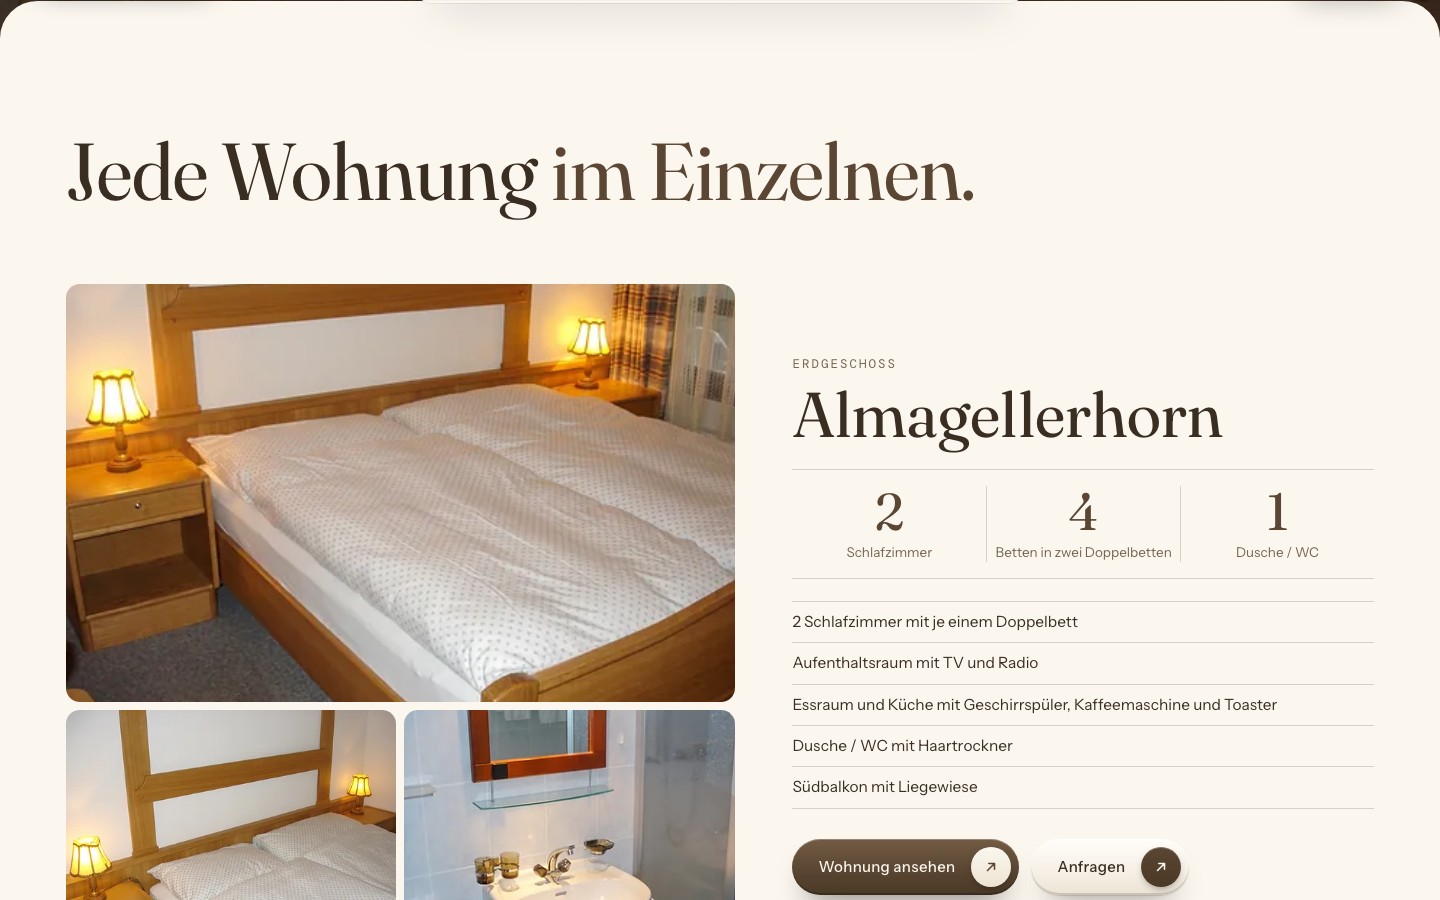 Jede Wohnung im Einzelnen.
ERDGESCHOSS
Almagellerhorn
2
Schlafzimmer
4
Betten in zwei Doppelbetten
1
Dusche / WC
2 Schlafzimmer mit je einem Doppelbett
Aufenthaltsraum mit TV und Radio
Essraum und Küche mit Geschirrspüler, Kaffeemaschine und Toaster
Dusche / WC mit Haartrockner
Südbalkon mit Liegewiese
Wohnung ansehen
Anfragen